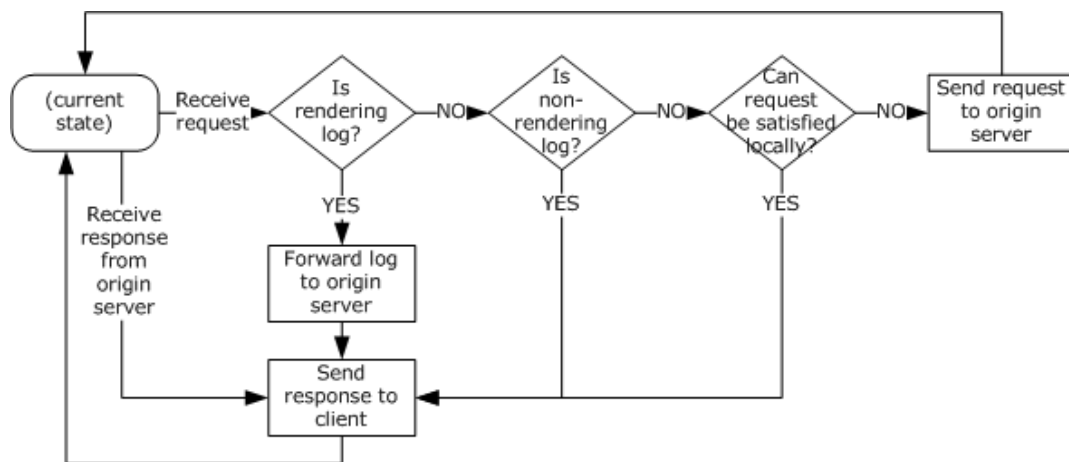 (current
state)
Receive
request
Is
rendering
log?
NO
Is
non-
rendering
log?
NO
Can
request
be satisfied
locally?
NO
Send request
to origin
server
YES
YES
YES
Receive
response
from
origin
server
Forward log
to origin
server
Send
response to
client